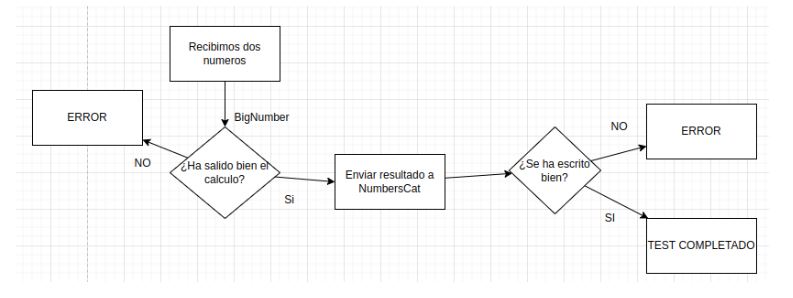 Recibimos dos
numeros
ERROR
BigNumber
NO
¿Ha salido bien el
calculo?
Si
Enviar resultado a
NumbersCat
¿Se ha escrito
bien?
NO
ERROR
SI
TEST COMPLETADO